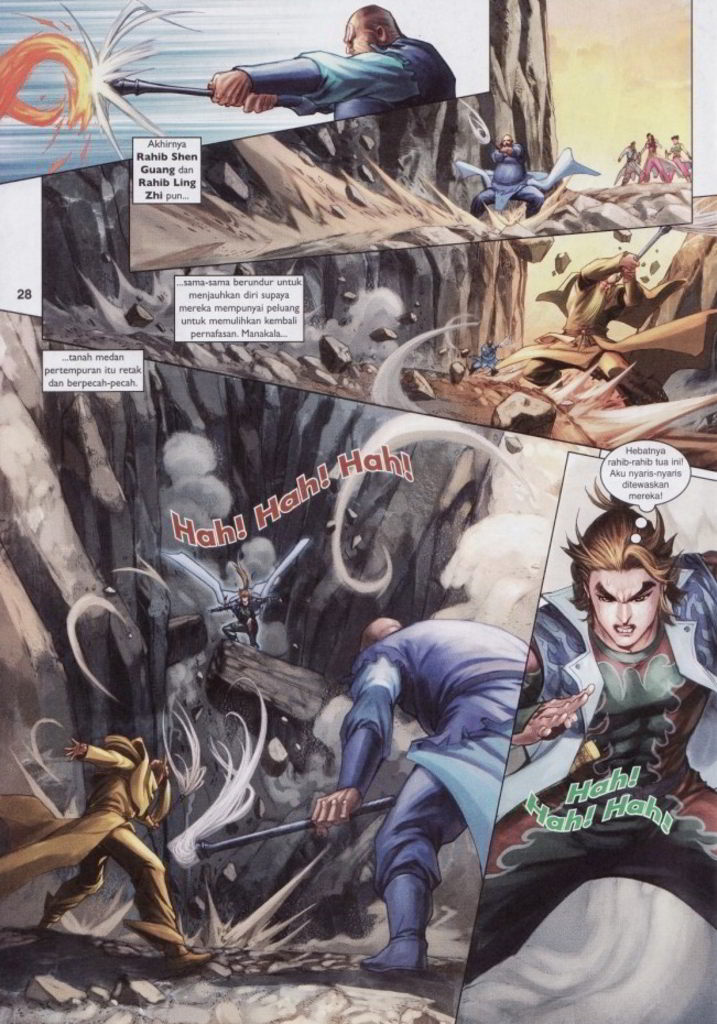 Akhirnya
Rahib Shen
Guang dan
Rahib Ling
Zhi pun...
28
...sama-sama berundur untuk
menjauhkan diri supaya
mereka mempunyai peluang
untuk memulihkan kembali
pernafasan. Manakala...
...tanah medan
pertempuran itu retak
dan berpecah-pecah.
Hah! Hah! Hah!
Hebatnya
rahib-rahib tua ini!
Aku nyaris-nyaris
ditewaskan
mereka!
Hah!
Hah! Hah!